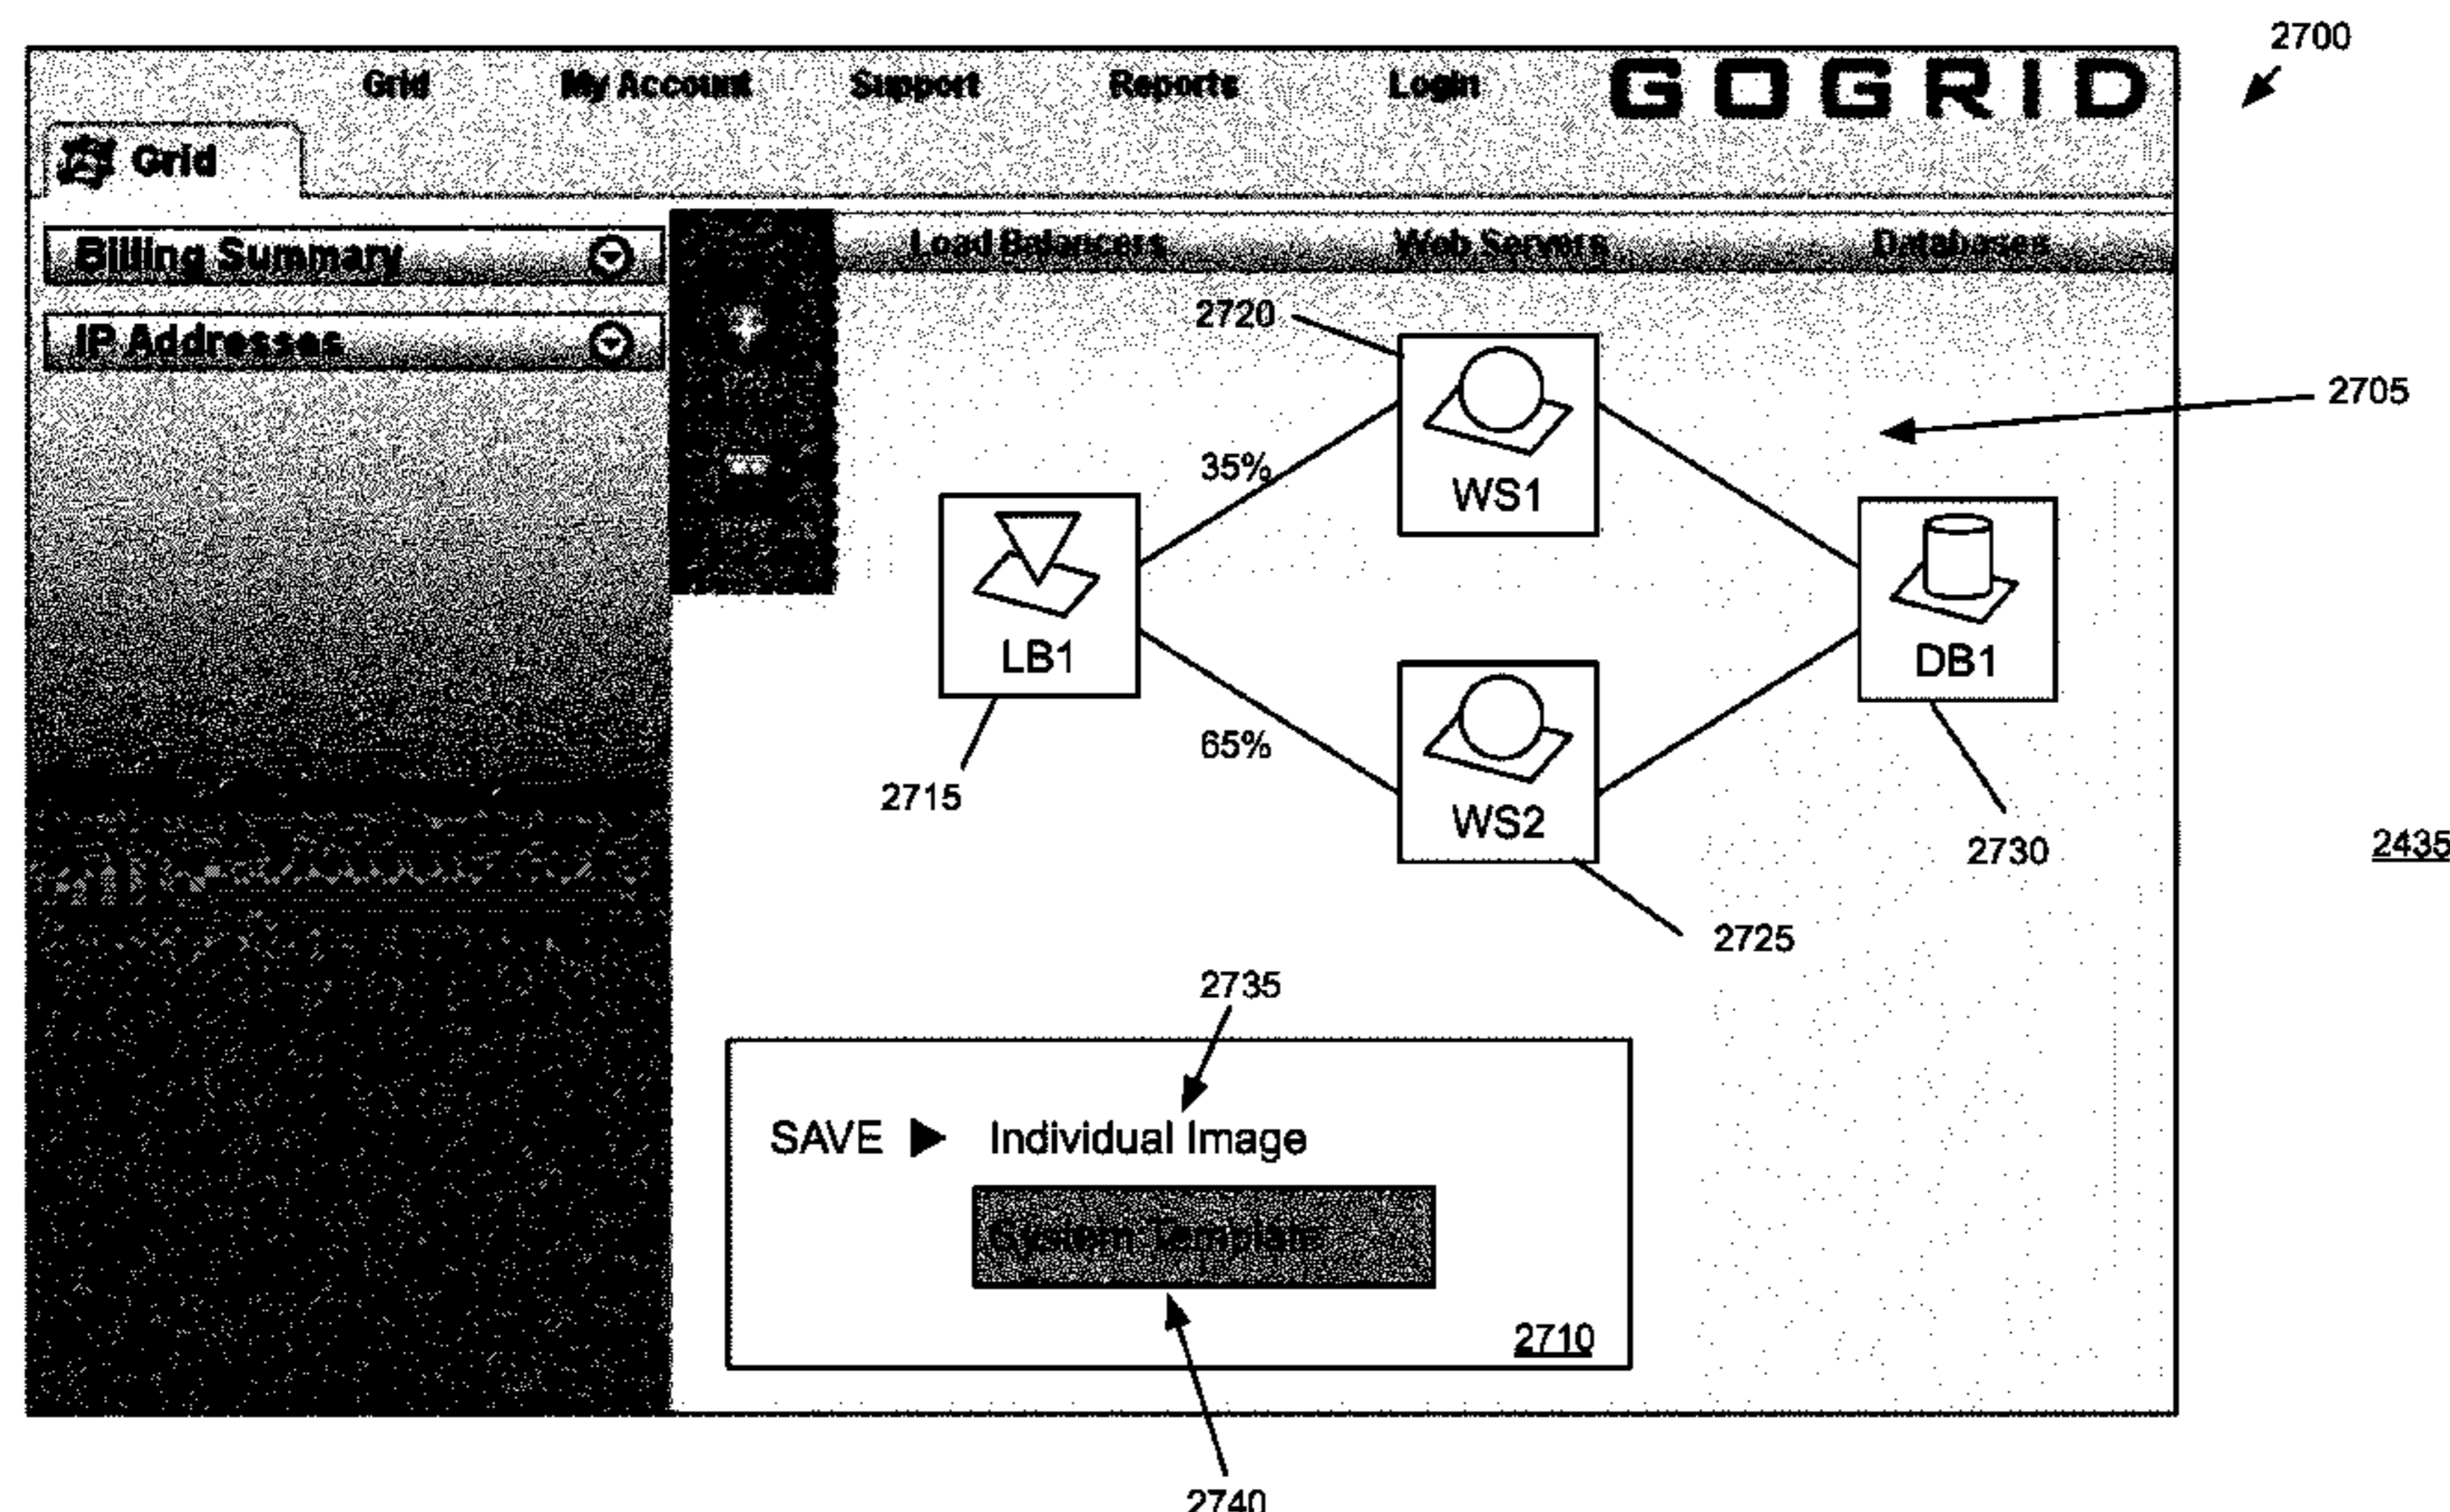 2700
Grid My Account Support Reports Login GOGRID
Grid
Billing Summary
IP Addresses
Load Balancers Web Servers Databases
2720
2705
35%
WS1
LB1
DB1
65%
2715
WS2
2730
2435
2725
2735
SAVE ▶ Individual Image
System Template
2710
2740